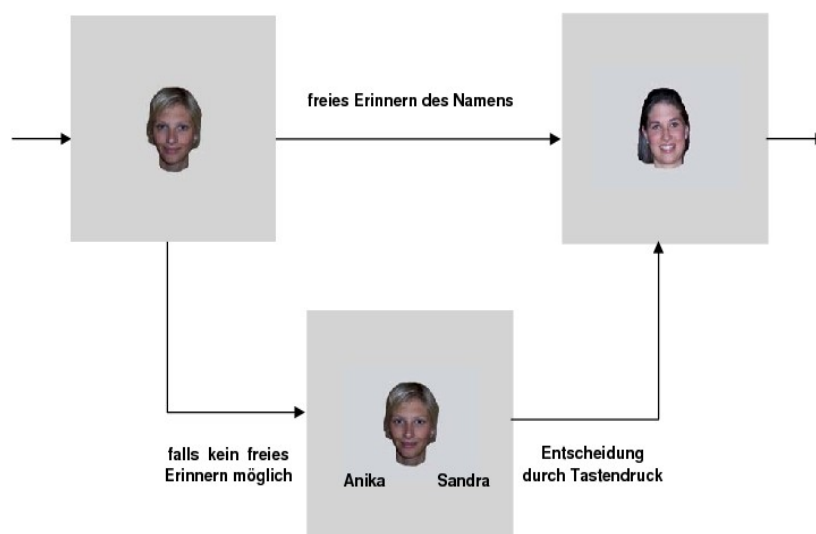 freies Erinnern des Namens
falls kein freies
Erinnern möglich
Anika Sandra
Entscheidung
durch Tastendruck